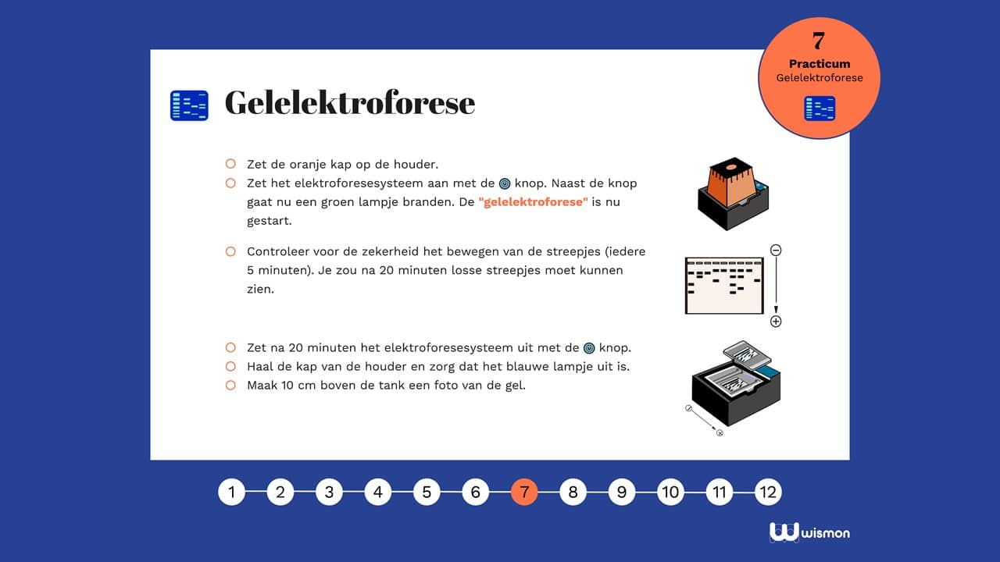 7
Practicum
Gelelektroforese
Gelelektroforese
Zet de oranje kap op de houder.
Zet het elektroforesesysteem aan met de knop. Naast de knop
gaat nu een groen lampje branden. De "gelelektroforese" is nu
gestart.
Controleer voor de zekerheid het bewegen van de streepjes (iedere
5 minuten). Je zou na 20 minuten losse streepjes moet kunnen
zien.
Zet na 20 minuten het elektroforesesysteem uit met de knop.
Haal de kap van de houder en zorg dat het blauwe lampje uit is.
Maak 10 cm boven de tank een foto van de gel.
1 2 3 4 5 6 7 8 9 10 11 12
wismon